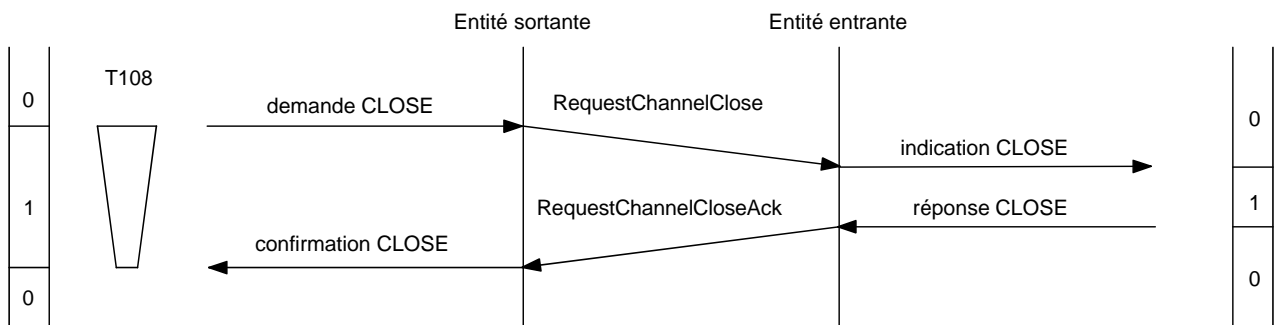 Entité sortante
Entité entrante
T108
0
demande CLOSE
RequestChannelClose
0
indication CLOSE
1
RequestChannelCloseAck
réponse CLOSE
1
confirmation CLOSE
0
0